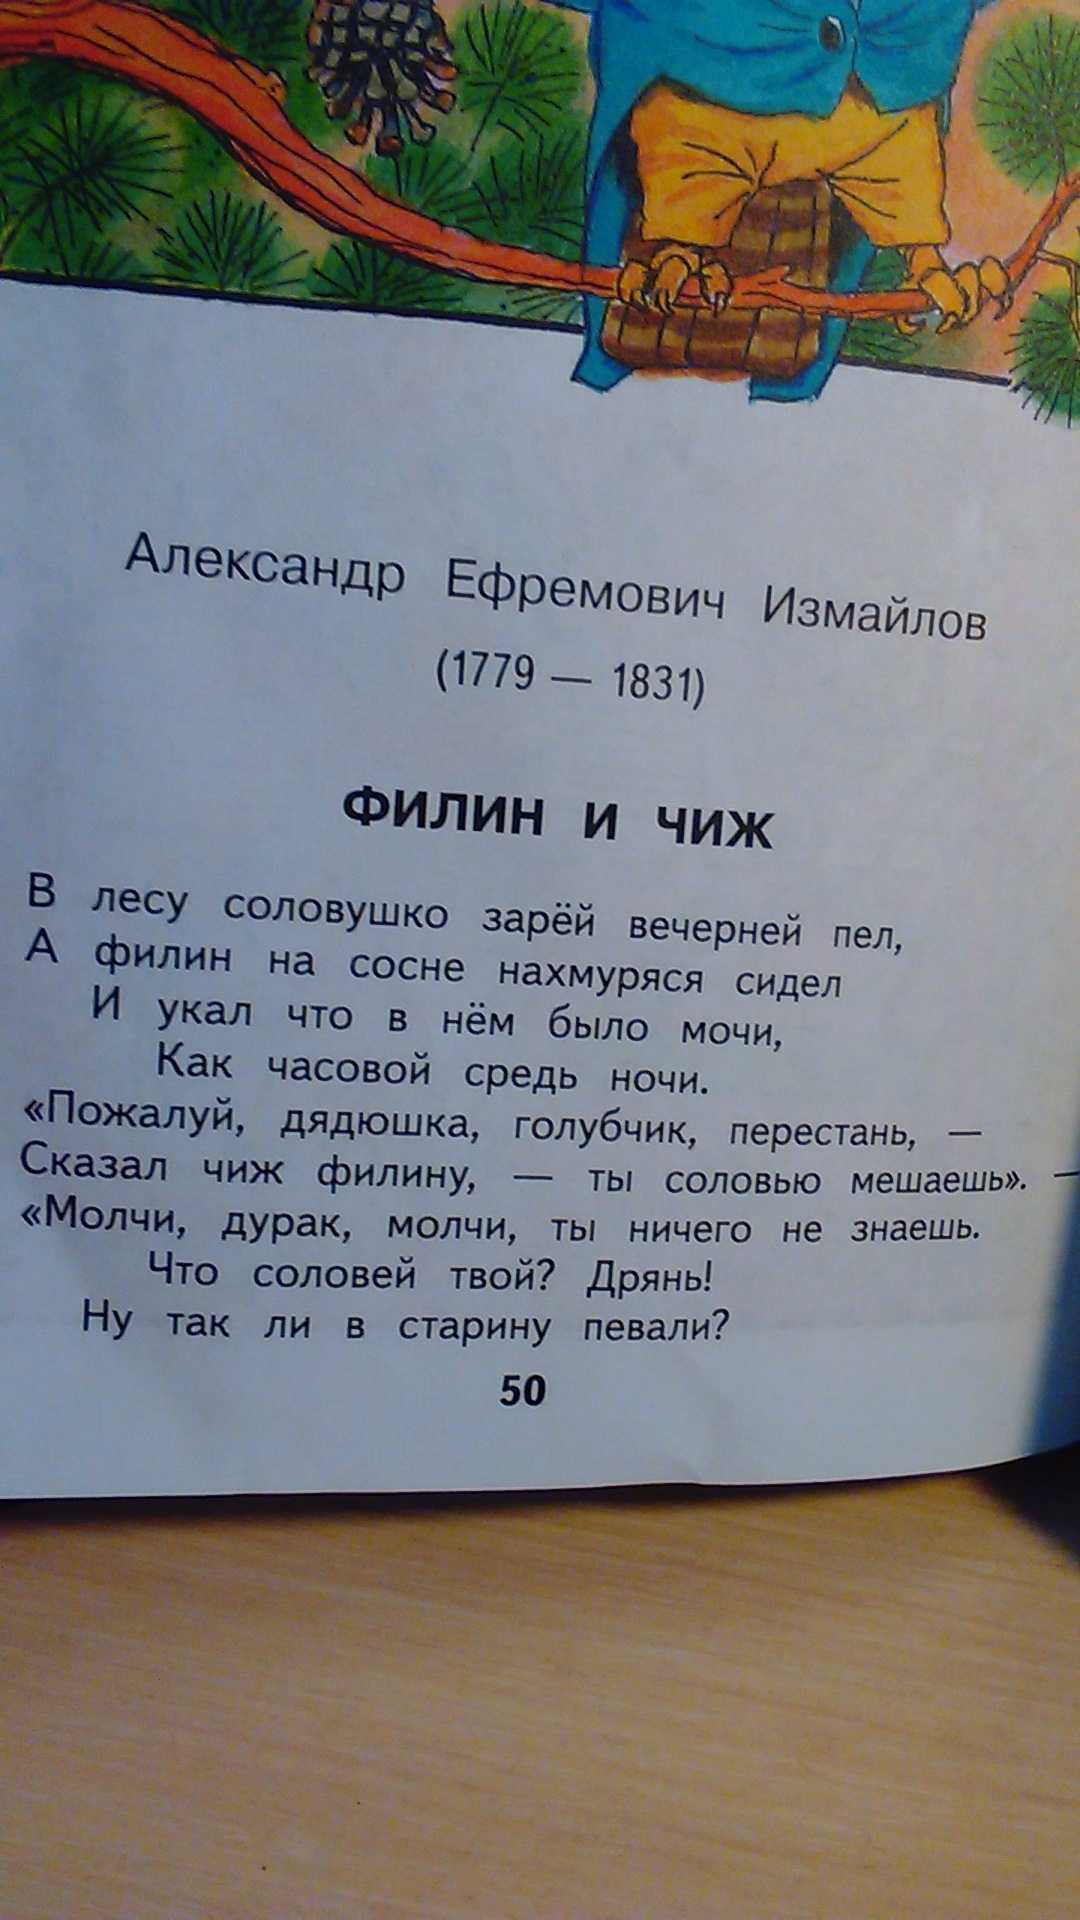 Александр Ефремович Измайлов
(1779 — 1831)
ФИЛИН И ЧИЖ
В лесу соловушко зарёй вечерней пел,
А филин на сосне нахмуряся сидел
И укал что в нём было мочи,
Как часовой средь ночи.
«Пожалуй, дядюшка, голубчик, перестань, —
Сказал чиж филину, — ты соловью мешаешь». —
«Молчи, дурак, молчи, ты ничего не знаешь.
Что соловей твой? Дрянь!
Ну так ли в старину певали?
50